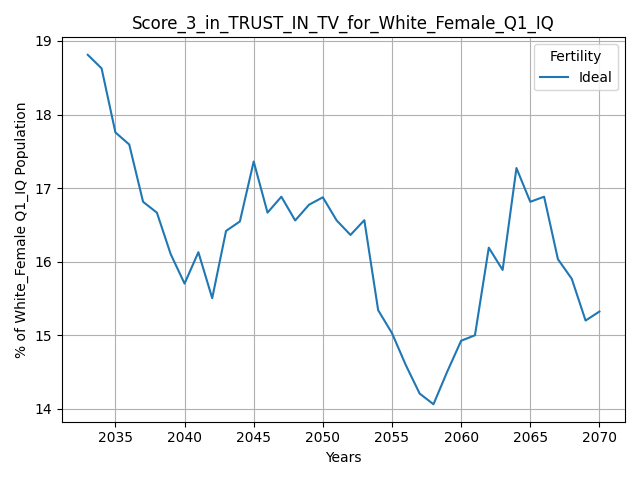 Score_3_in_TRUST_IN_TV_for_White_Female_Q1_IQ
Fertility
Ideal
% of White_Female Q1_IQ Population
19
18
17
16
15
14
2035 2040 2045 2050 2055 2060 2065 2070
Years